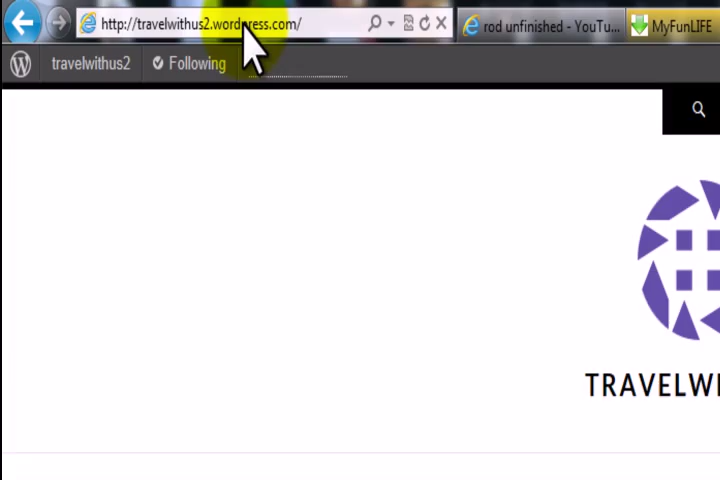 http://travelwithus2.wordpress.com/
rod unfinished - YouTu...
MyFunLIFE
travelwithus2
Following
TRAVELWI